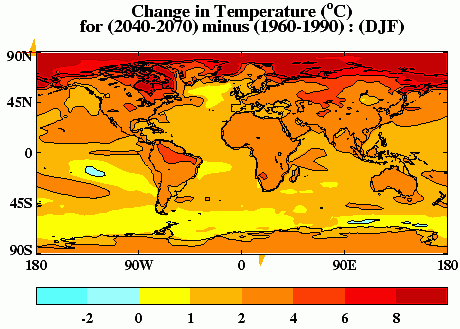 Change in Temperature (°C)
for (2040-2070) minus (1960-1990) : (DJF)
90N
45N
0
45S
90S
180 90W 0 90E 180
-2 0 1 2 4 6 8